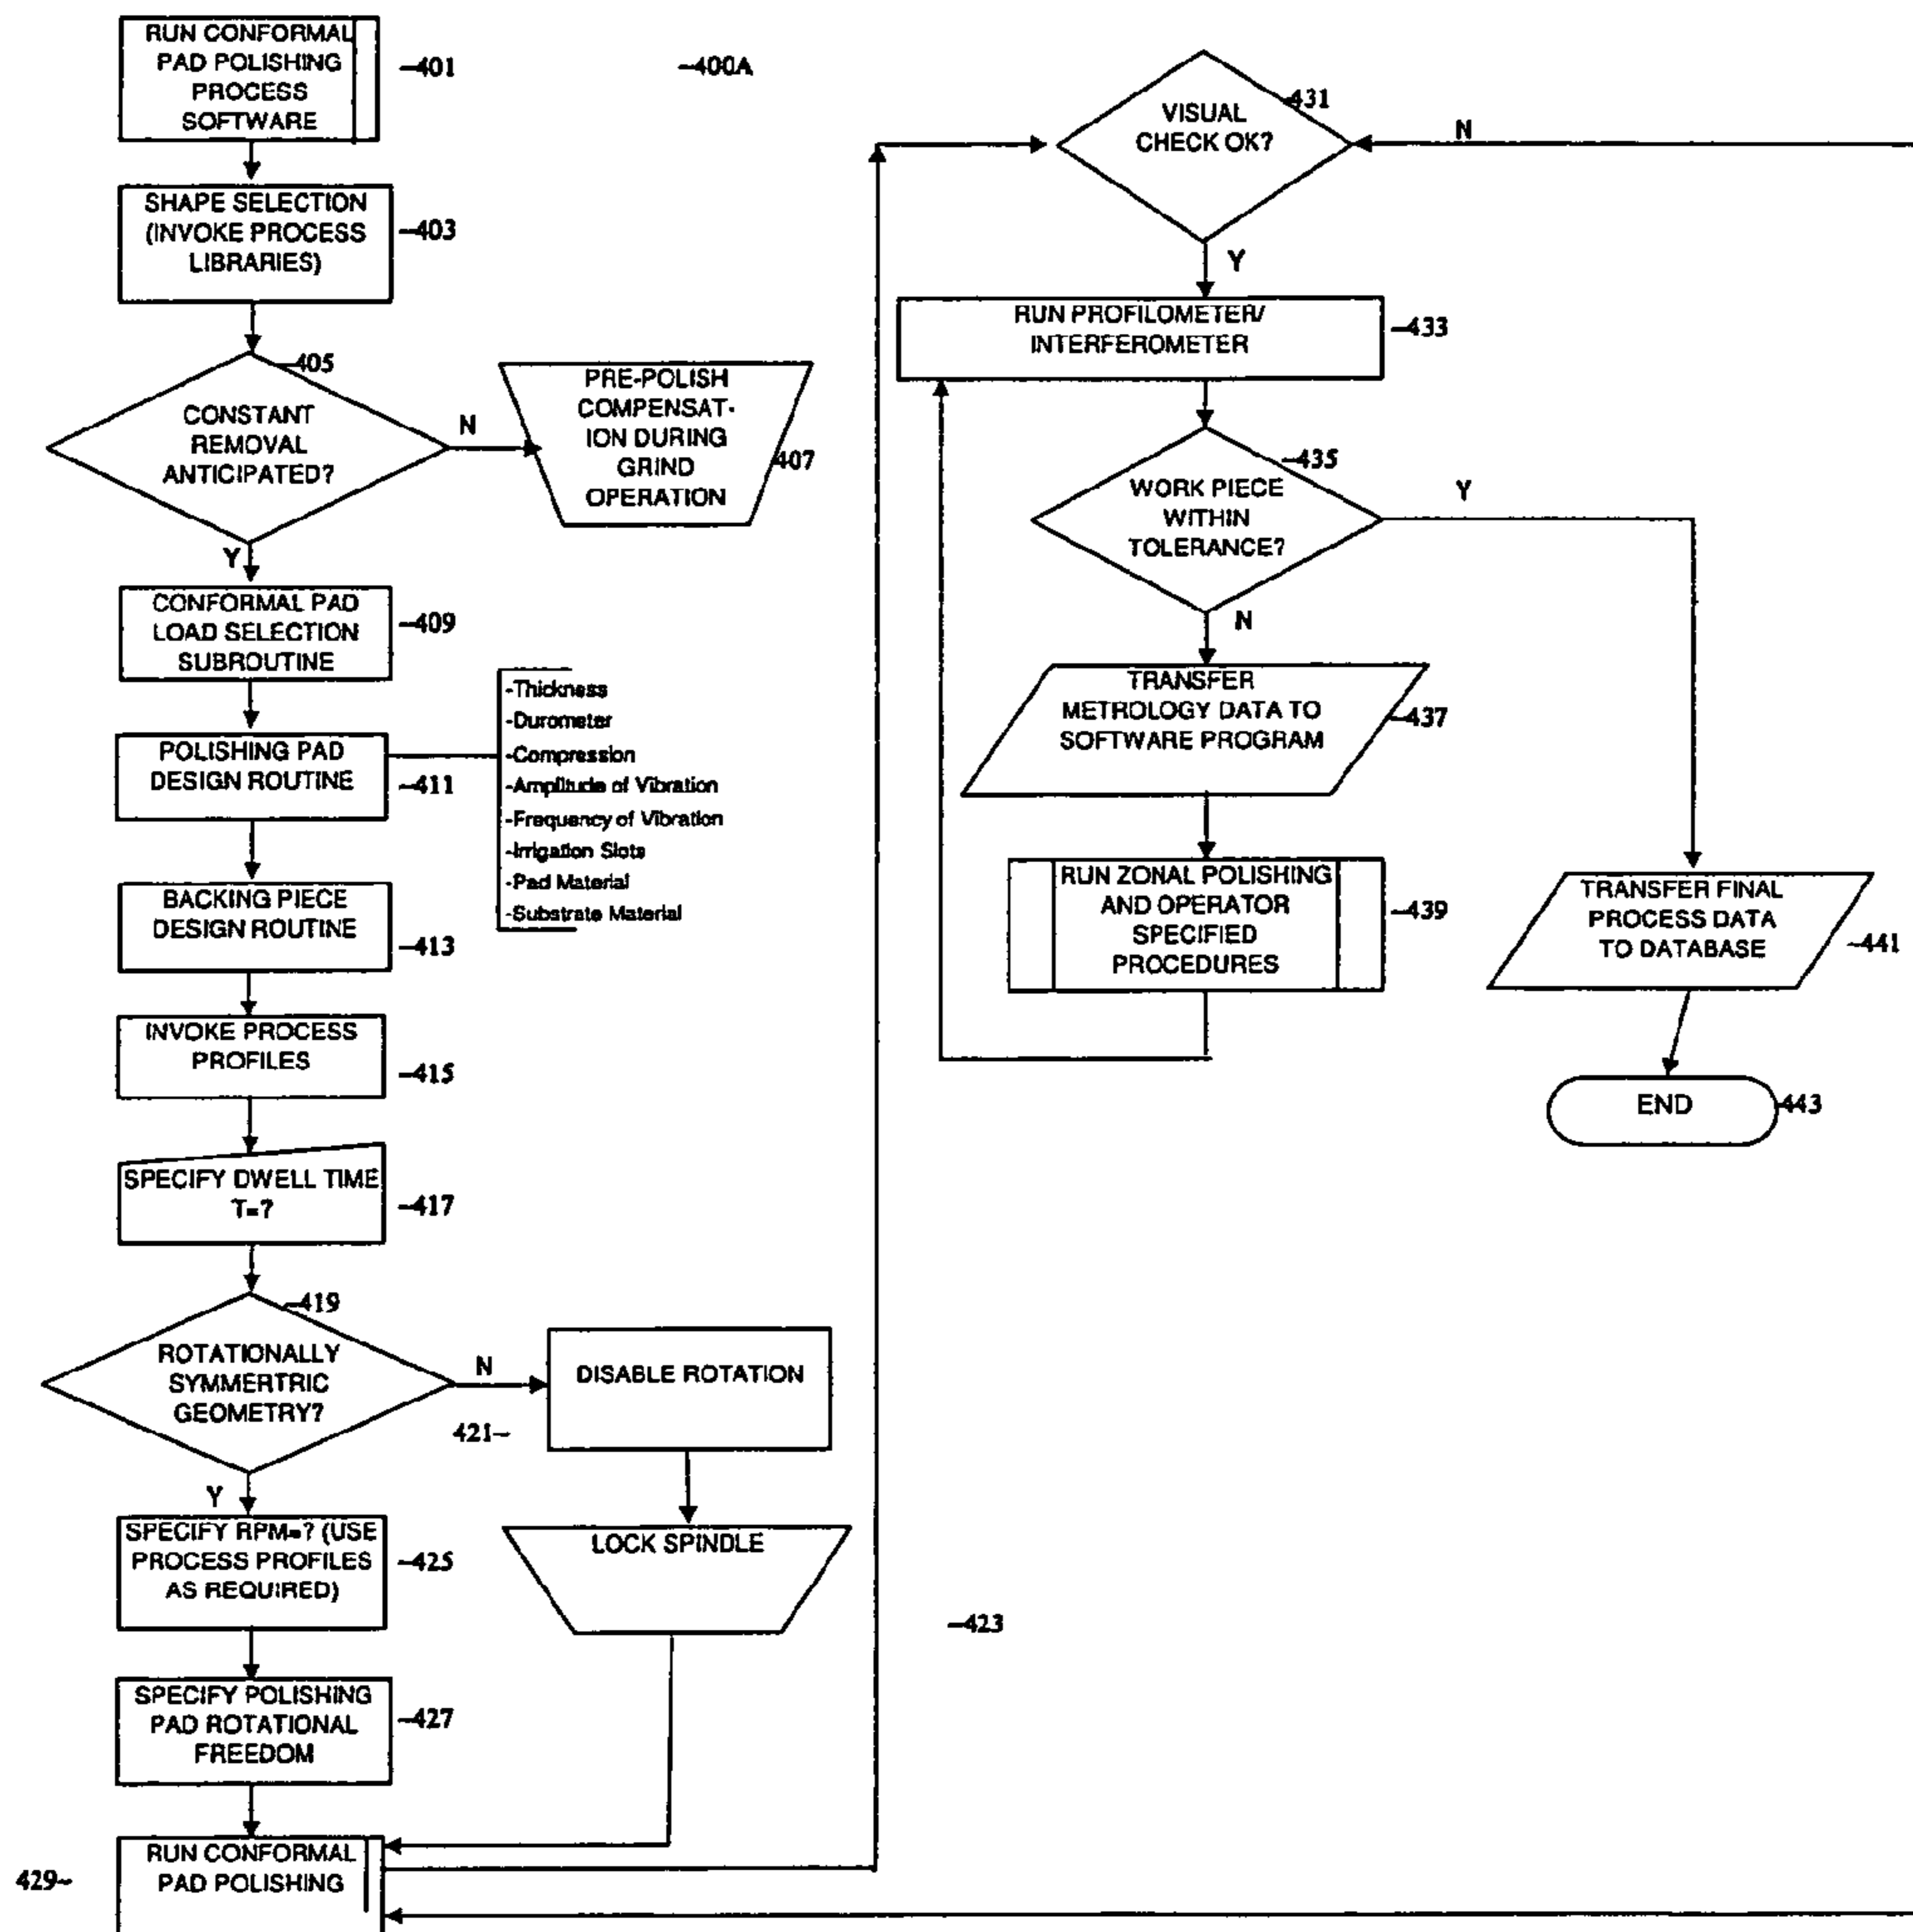 RUN CONFORMAL
PAD POLISHING
PROCESS
SOFTWARE
401
400A
SHAPE SELECTION
(INVOKE PROCESS
LIBRARIES)
403
405
CONSTANT
REMOVAL
ANTICIPATED?
N
PRE-POLISH
COMPENSAT-
ION DURING
GRIND
OPERATION
407
Y
CONFORMAL PAD
LOAD SELECTION
SUBROUTINE
409
POLISHING PAD
DESIGN ROUTINE
411
-Thickness
-Durometer
-Compression
-Amplitude of Vibration
-Frequency of Vibration
-Irrigation Slots
-Pad Material
-Substrate Material
BACKING PIECE
DESIGN ROUTINE
413
INVOKE PROCESS
PROFILES
415
SPECIFY DWELL TIME
T=?
417
419
ROTATIONALLY
SYMMERTRIC
GEOMETRY?
N
DISABLE ROTATION
421
LOCK SPINDLE
423
Y
SPECIFY RPM=? (USE
PROCESS PROFILES
AS REQUIRED)
425
SPECIFY POLISHING
PAD ROTATIONAL
FREEDOM
427
RUN CONFORMAL
PAD POLISHING
429
431
VISUAL
CHECK OK?
N
Y
RUN PROFILOMETER/
INTERFEROMETER
433
435
WORK PIECE
WITHIN
TOLERANCE?
Y
N
TRANSFER
METROLOGY DATA TO
SOFTWARE PROGRAM
437
RUN ZONAL POLISHING
AND OPERATOR
SPECIFIED
PROCEDURES
439
TRANSFER FINAL
PROCESS DATA
TO DATABASE
441
END
443